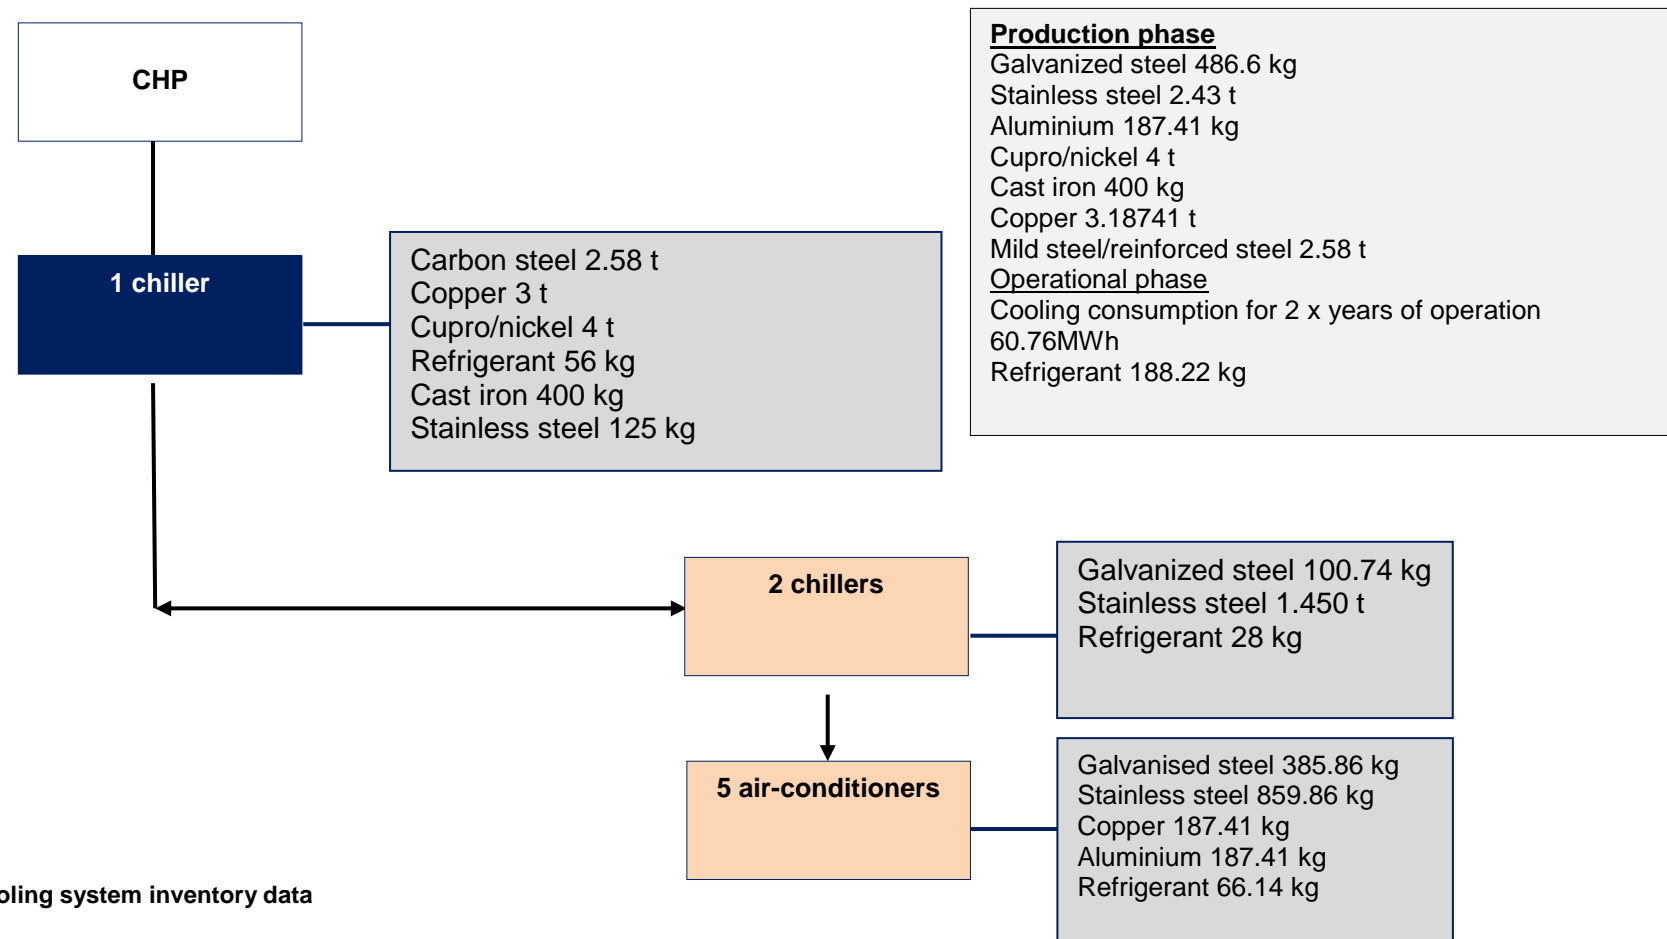 CHP
Production phase
Galvanized steel 486.6 kg
Stainless steel 2.43 t
Aluminium 187.41 kg
Cupro/nickel 4 t
Cast iron 400 kg
Copper 3.18741 t
Mild steel/reinforced steel 2.58 t
Operational phase
Cooling consumption for 2 x years of operation
60.76MWh
Refrigerant 188.22 kg
1 chiller
Carbon steel 2.58 t
Copper 3 t
Cupro/nickel 4 t
Refrigerant 56 kg
Cast iron 400 kg
Stainless steel 125 kg
2 chillers
Galvanized steel 100.74 kg
Stainless steel 1.450 t
Refrigerant 28 kg
5 air-conditioners
Galvanised steel 385.86 kg
Stainless steel 859.86 kg
Copper 187.41 kg
Aluminium 187.41 kg
Refrigerant 66.14 kg
oling system inventory data